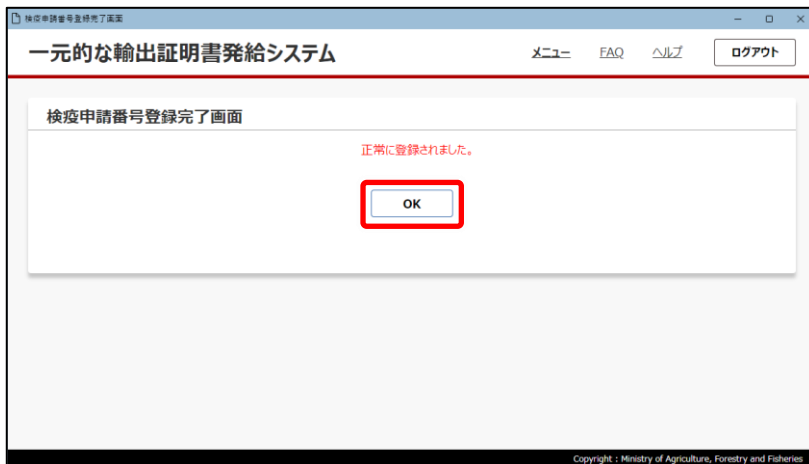 検疫申請番号登録完了画面
一元的な輸出証明書発給システム
メニュー FAQ ヘルプ ログアウト
検疫申請番号登録完了画面
正常に登録されました。
OK
Copyright : Ministry of Agriculture, Forestry and Fisheries